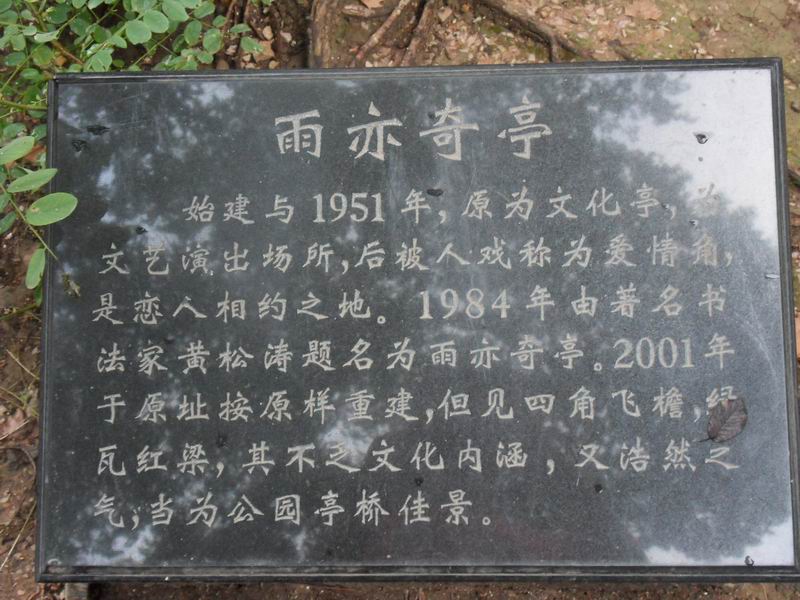 雨亦奇亭
始建与1951年，原为文化亭，为
文艺演出场所，后被人戏称为爱情角，
是恋人相约之地。1984年由著名书
法家黄松涛题名为雨亦奇亭。2001年
于原址按原样重建，但见四角飞檐，绿
瓦红梁，其不乏文化内涵，又浩然之
气，当为公园亭桥佳景。